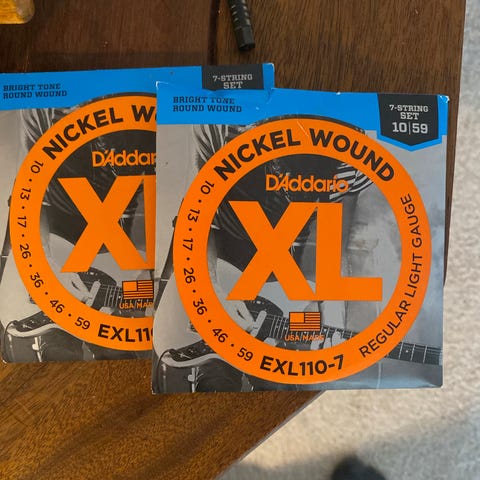 BRIGHT TONE
ROUND WOUND
7-STRING
SET
NICKEL WOUND
D'Addario
XL
10 • 13 • 17 • 26 • 36 • 46 • 59
USA/MADE
EXL110
BRIGHT TONE
ROUND WOUND
7-STRING
SET
10|59
NICKEL WOUND
D'Addario
XL
10 • 13 • 17 • 26 • 36 • 46 • 59
USA/MADE
EXL110-7
REGULAR LIGHT GAUGE